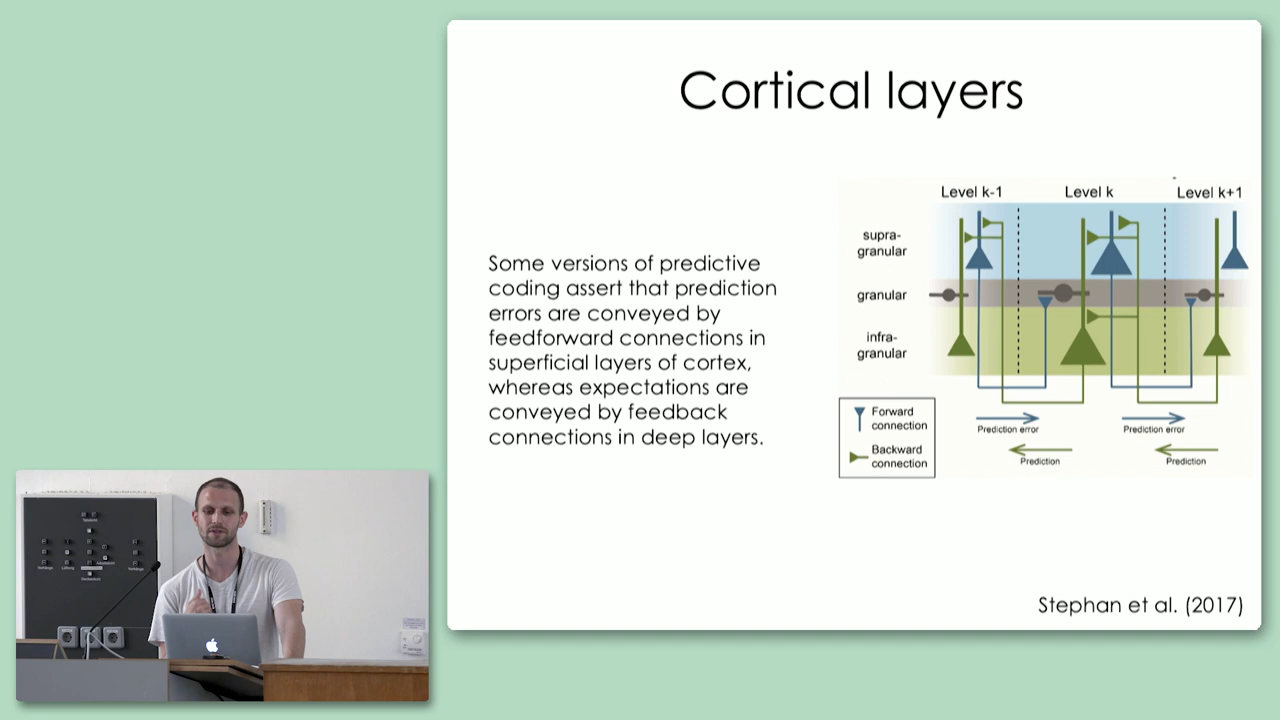 Cortical layers
Some versions of predictive
coding assert that prediction
errors are conveyed by
feedforward connections in
superficial layers of cortex,
whereas expectations are
conveyed by feedback
connections in deep layers.
Level k-1
Level k
Level k+1
supra-
granular
granular
infra-
granular
Forward
connection
Backward
connection
Prediction error
Prediction error
Prediction
Prediction
Stephan et al. (2017)